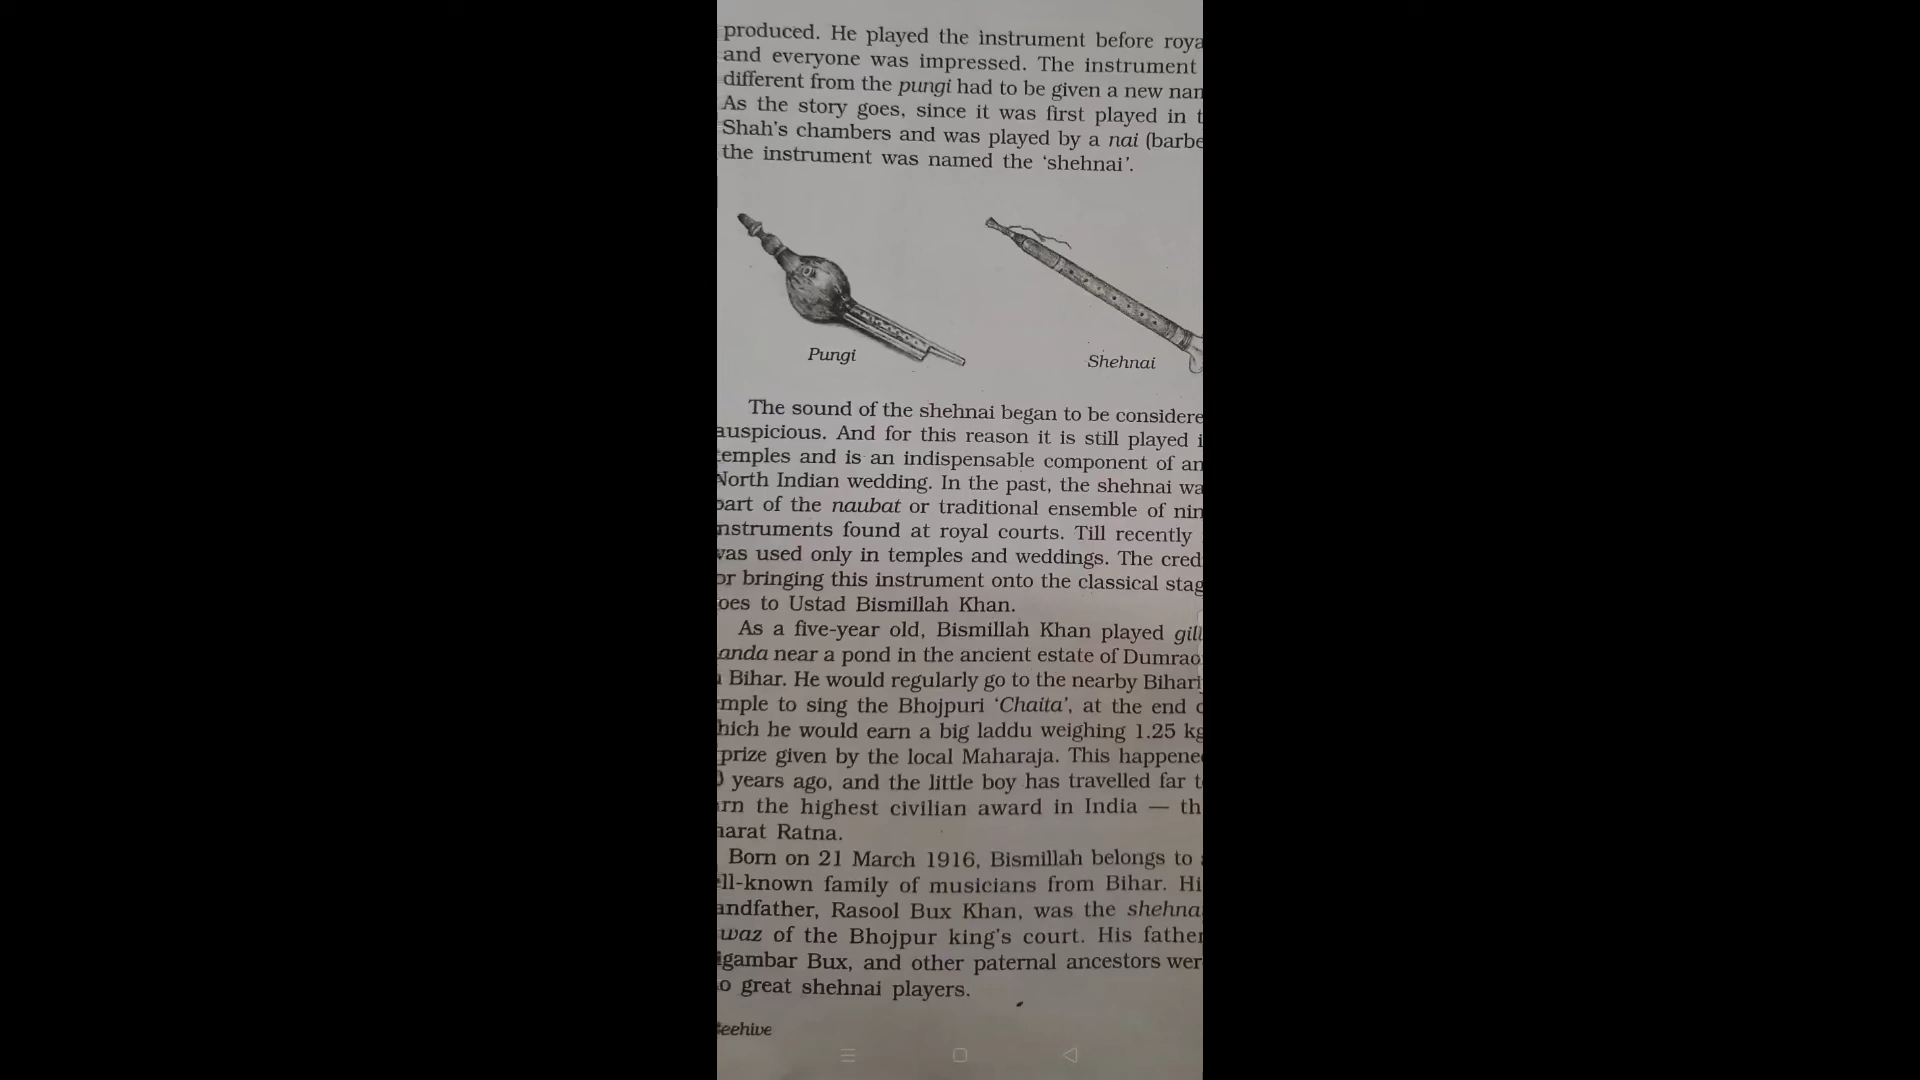 produced. He played the instrument before roya
and everyone was impressed. The instrument
different from the pungi had to be given a new nam
As the story goes, since it was first played in t
Shah's chambers and was played by a nai (barbe
the instrument was named the 'shehnai'.
Pungi
Shehnai
The sound of the shehnai began to be considere
auspicious. And for this reason it is still played i
temples and is an indispensable component of an
North Indian wedding. In the past, the shehnai wa
part of the naubat or traditional ensemble of nin
nstruments found at royal courts. Till recently
was used only in temples and weddings. The cred
or bringing this instrument onto the classical stag
oes to Ustad Bismillah Khan.
As a five-year old, Bismillah Khan played gill
anda near a pond in the ancient estate of Dumrao
Bihar. He would regularly go to the nearby Bihari
mple to sing the Bhojpuri 'Chaita', at the end o
hich he would earn a big laddu weighing 1.25 kg
prize given by the local Maharaja. This happene
years ago, and the little boy has travelled far t
rn the highest civilian award in India — th
harat Ratna.
Born on 21 March 1916, Bismillah belongs to a
ll-known family of musicians from Bihar. Hi
andfather, Rasool Bux Khan, was the shehna
waz of the Bhojpur king's court. His father
igambar Bux, and other paternal ancestors wer
o great shehnai players.
eehive